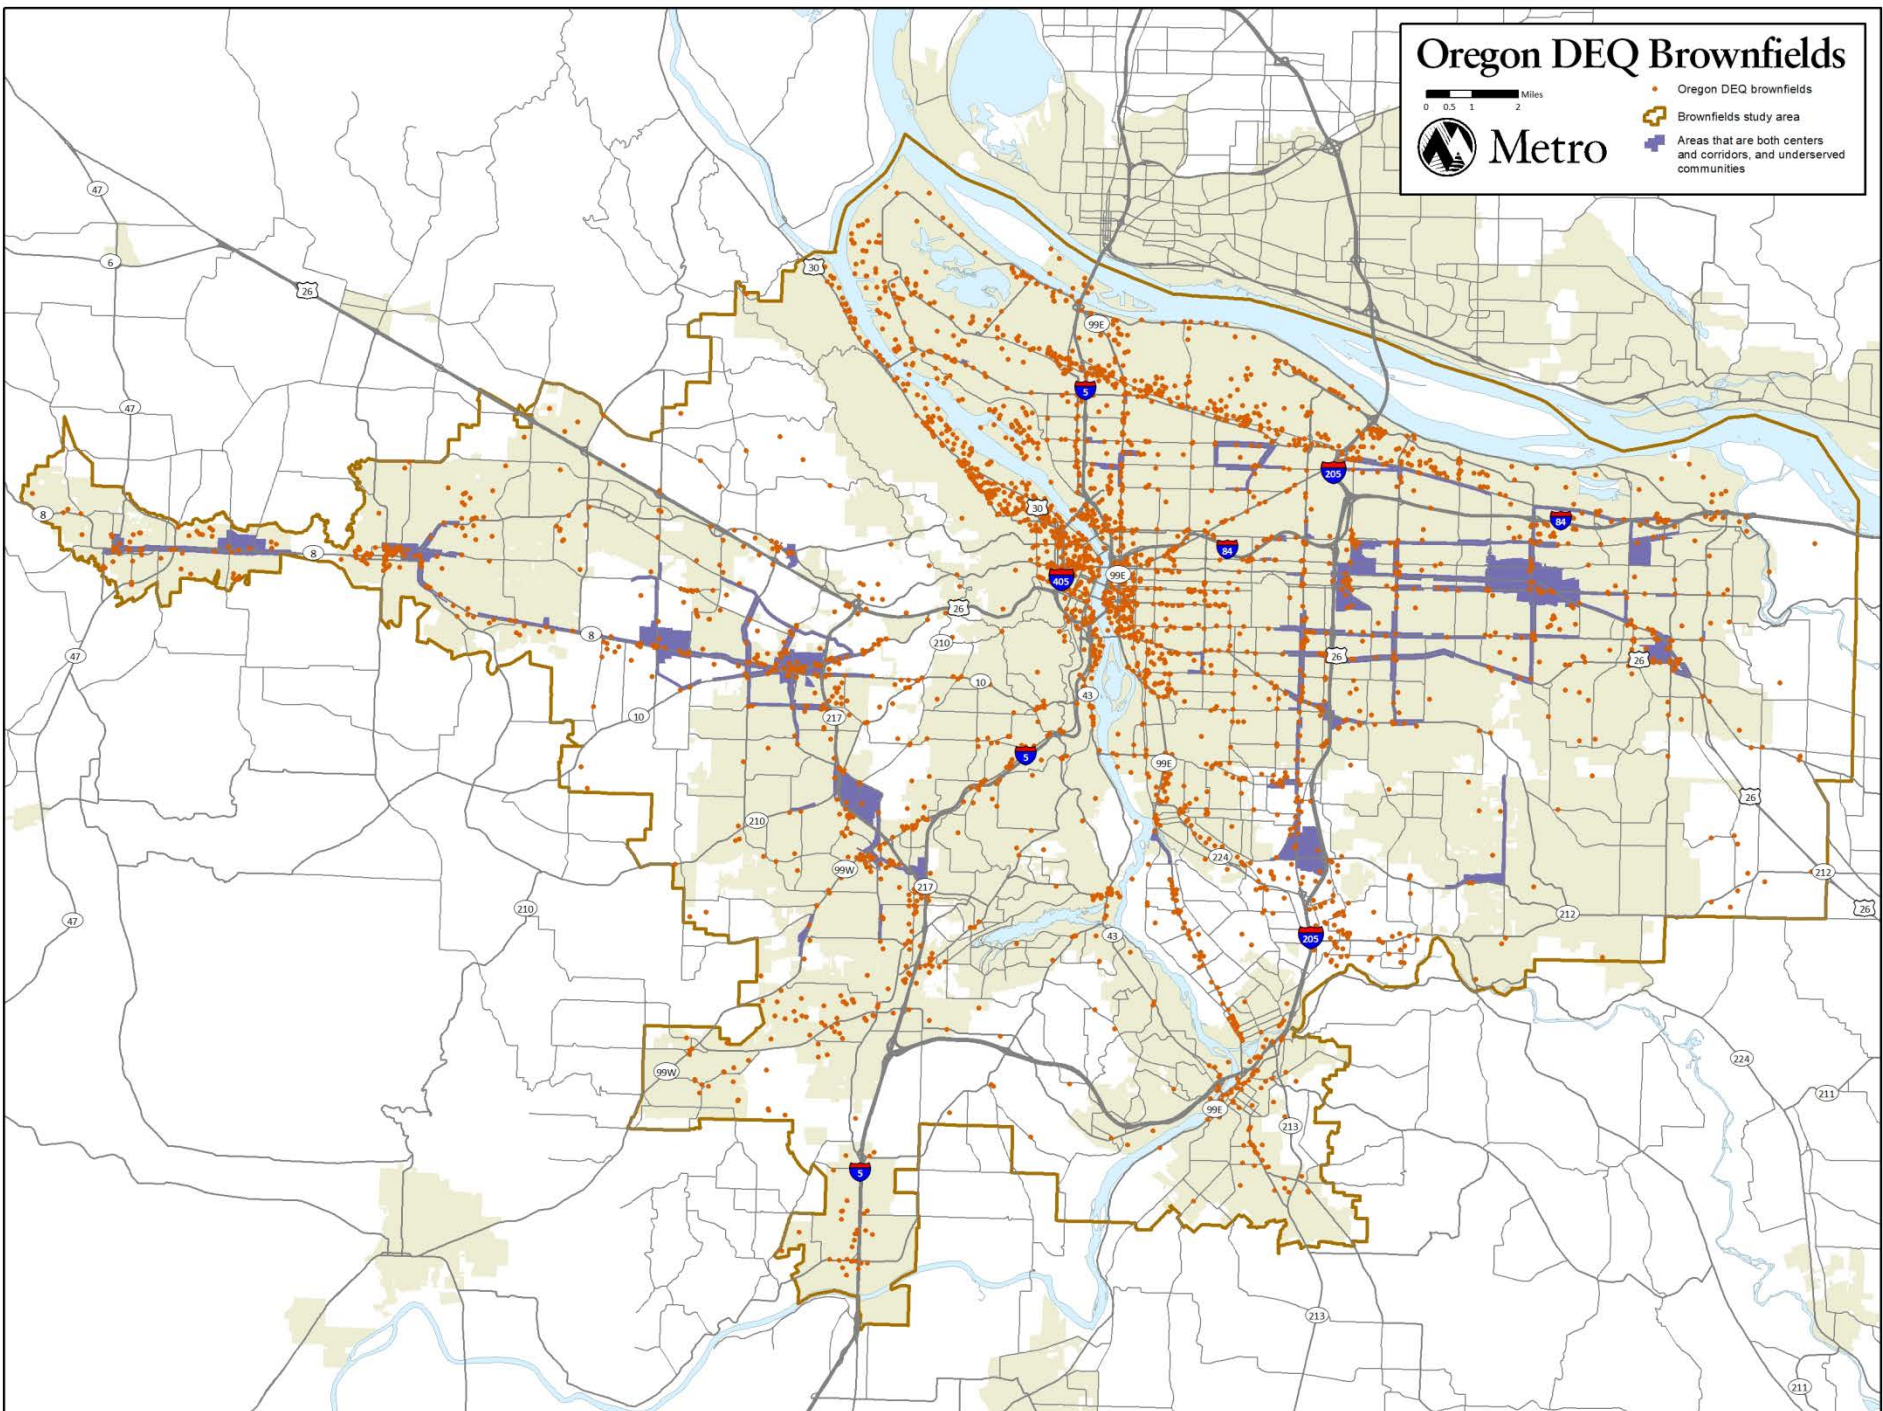 Oregon DEQ Brownfields
Miles
0 0.5 1 2
Metro
Oregon DEQ brownfields
Brownfields study area
Areas that are both centers
and corridors, and underserved
communities
47
6
26
30
99E
47
5
205
8
30
84
8
84
405
99E
26
8
210
47
26
26
10
43
10
217
5
99E
26
210
224
99W
212
217
26
210
212
47
43
205
224
99W
211
99E
213
5
213
211